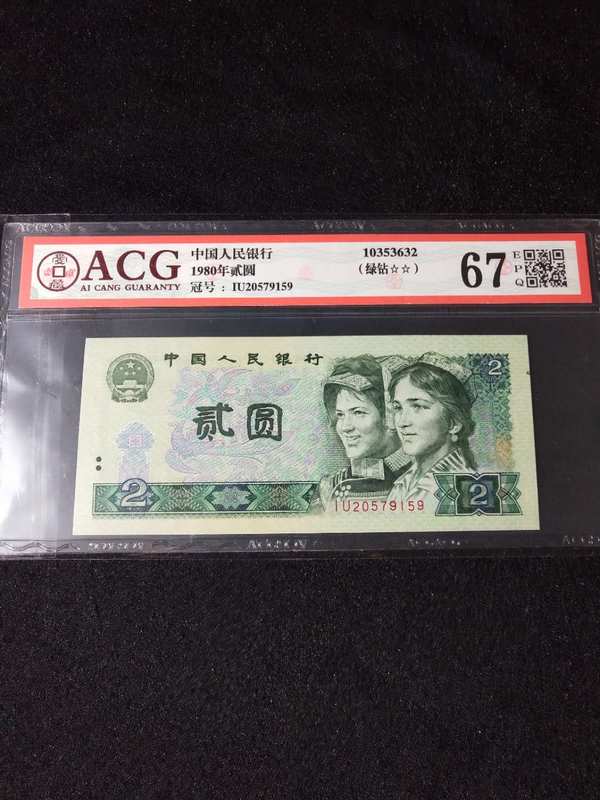 ACG
AI CANG GUARANTY
中国人民银行
1980年贰圆
冠号：IU20579159
10353632
（绿钻☆☆）
67
E
P
Q
中国人民银行
2
贰圆
2
IU20579159
2